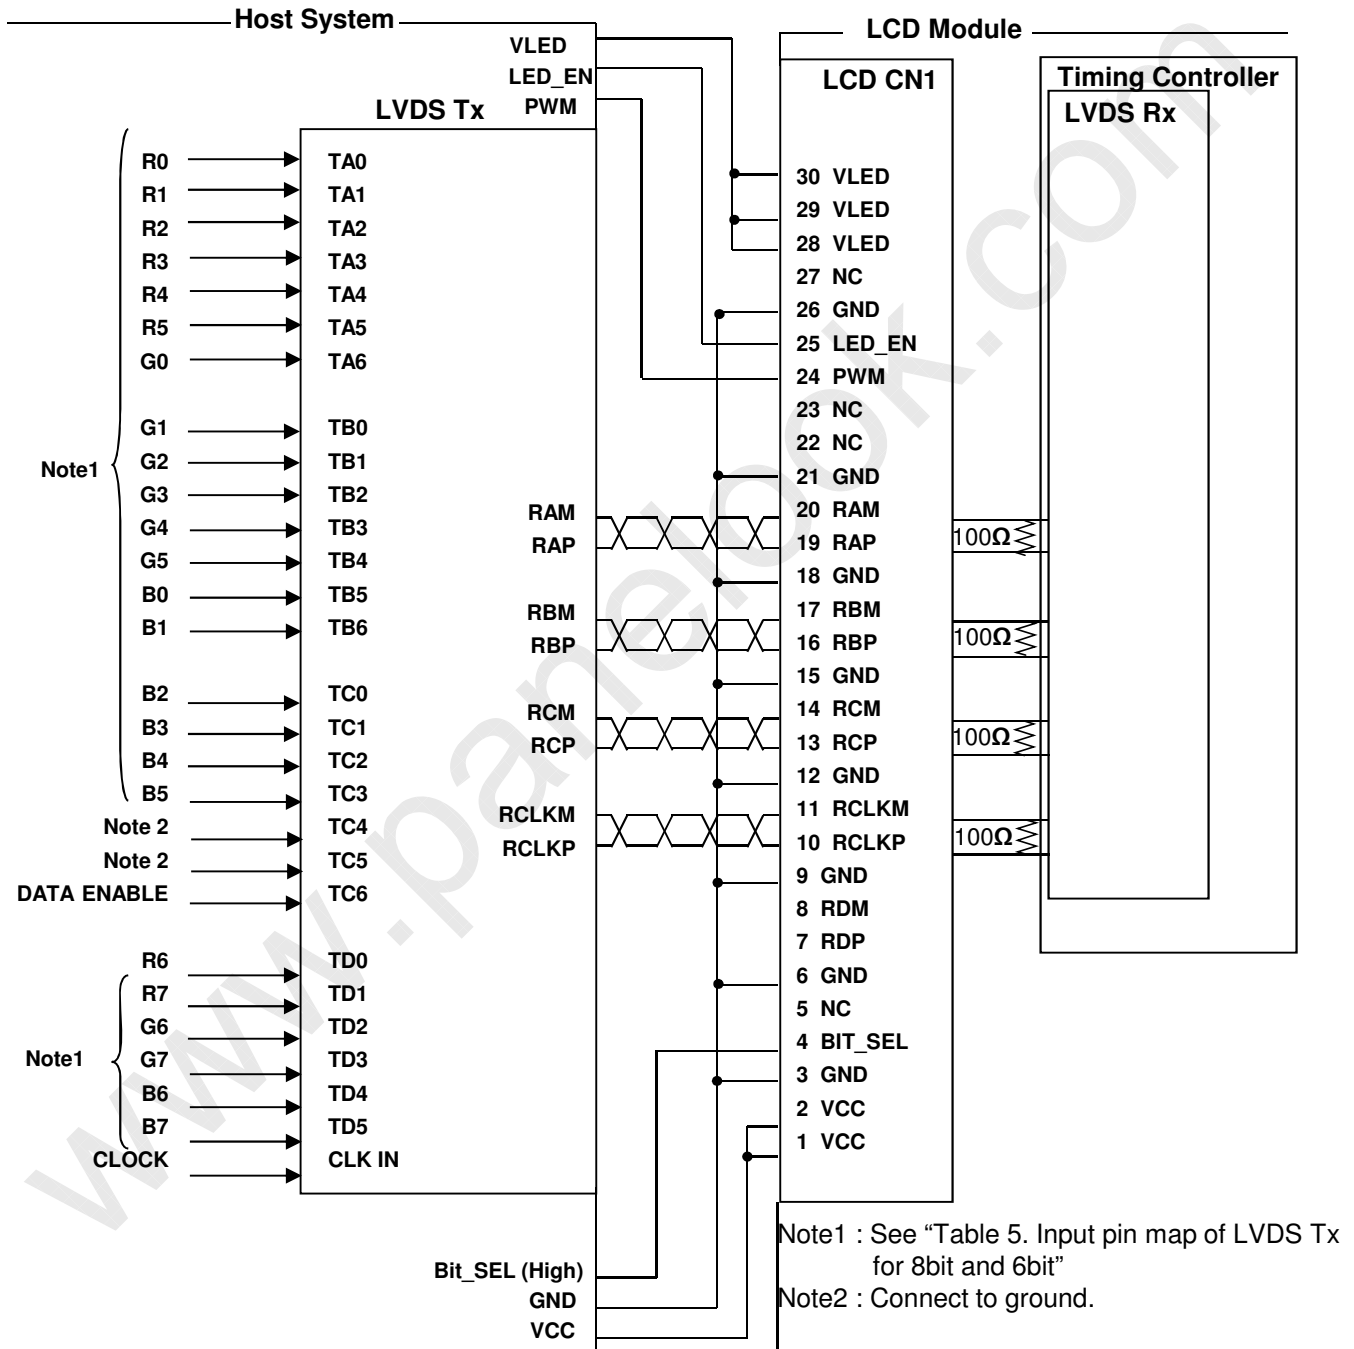 Host System
LCD Module
VLED
LED_EN
PWM
LVDS Tx
LCD CN1
Timing Controller
LVDS Rx
R0 TA0
R1 TA1
R2 TA2
R3 TA3
R4 TA4
R5 TA5
G0 TA6
G1 TB0
G2 TB1
Note1
G3 TB2
G4 TB3
G5 TB4
B0 TB5
B1 TB6
B2 TC0
B3 TC1
B4 TC2
B5 TC3
Note 2 TC4
Note 2 TC5
DATA ENABLE TC6
R6 TD0
R7 TD1
G6 TD2
Note1 G7 TD3
B6 TD4
B7 TD5
CLOCK CLK IN
RAM
RAP
RBM
RBP
RCM
RCP
RCLKM
RCLKP
30 VLED
29 VLED
28 VLED
27 NC
26 GND
25 LED_EN
24 PWM
23 NC
22 NC
21 GND
20 RAM
19 RAP
18 GND
17 RBM
16 RBP
15 GND
14 RCM
13 RCP
12 GND
11 RCLKM
10 RCLKP
9 GND
8 RDM
7 RDP
6 GND
5 NC
4 BIT_SEL
3 GND
2 VCC
1 VCC
100Ω
100Ω
100Ω
100Ω
Bit_SEL (High)
GND
VCC
Note1 : See “Table 5. Input pin map of LVDS Tx
for 8bit and 6bit”
Note2 : Connect to ground.
www.panelook.com